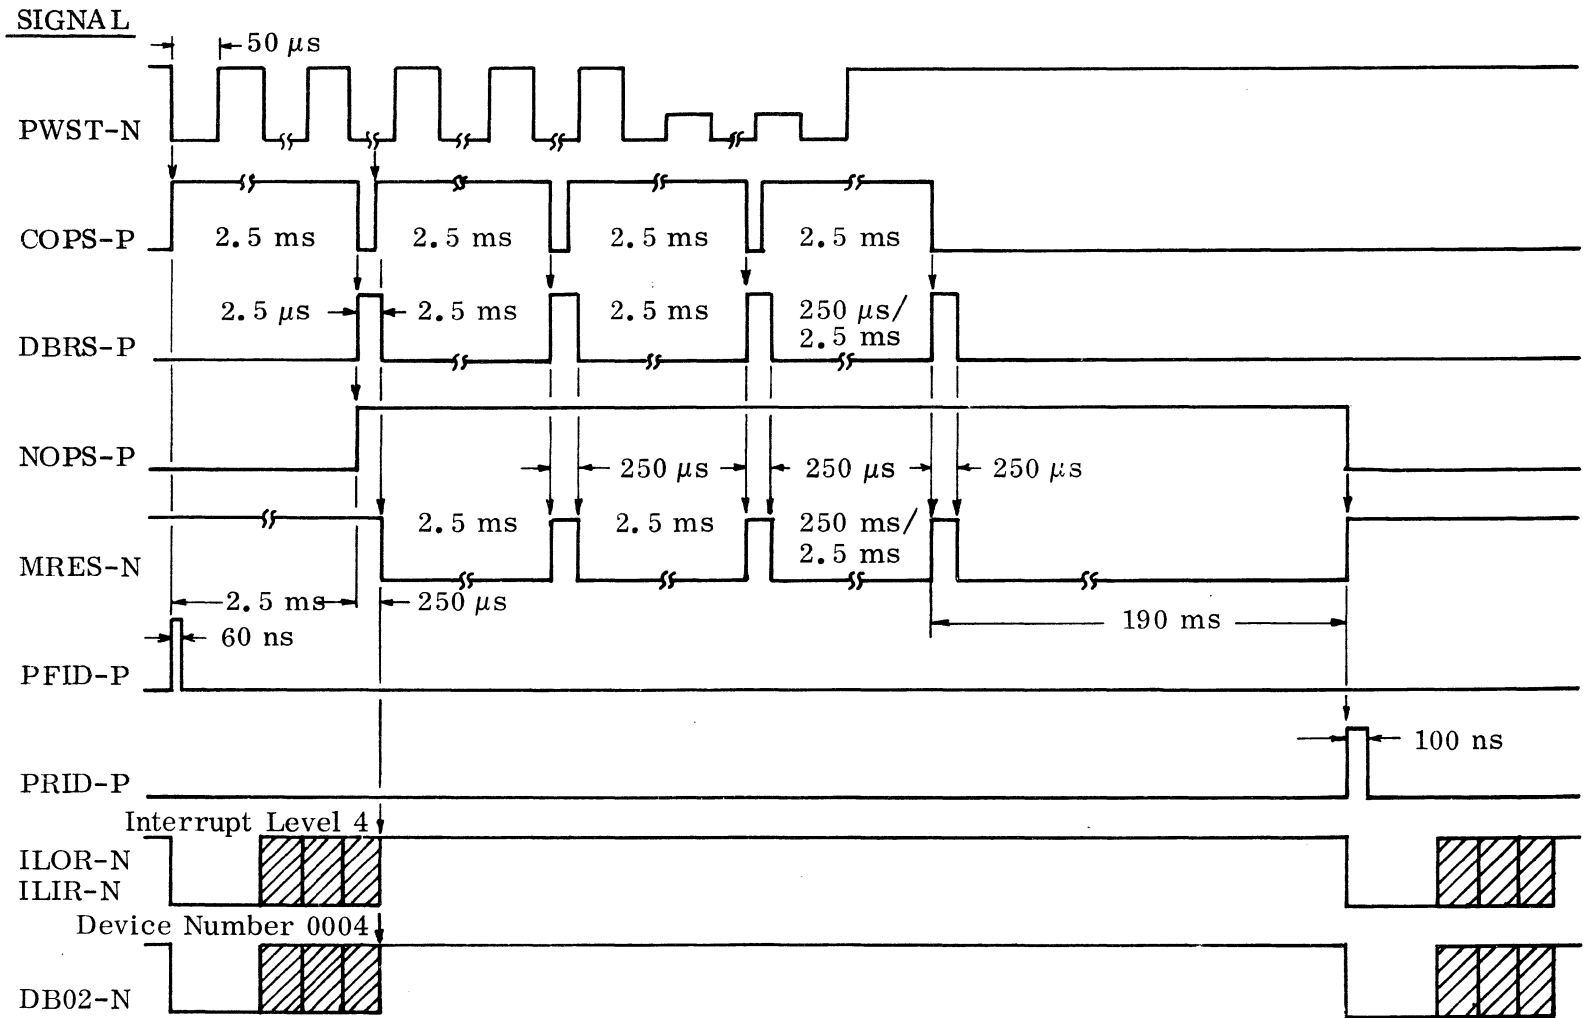 SIGNAL
50 μs
PWST-N
COPS-P
2.5 ms 2.5 ms 2.5 ms 2.5 ms
2.5 μs 2.5 ms 2.5 ms 250 μs/
2.5 ms
DBRS-P
NOPS-P
250 μs 250 μs 250 μs
2.5 ms 2.5 ms 250 ms/
2.5 ms
MRES-N
2.5 ms 250 μs
190 ms
60 ns
PFID-P
100 ns
PRID-P
Interrupt Level 4
ILOR-N
ILIR-N
Device Number 0004
DB02-N